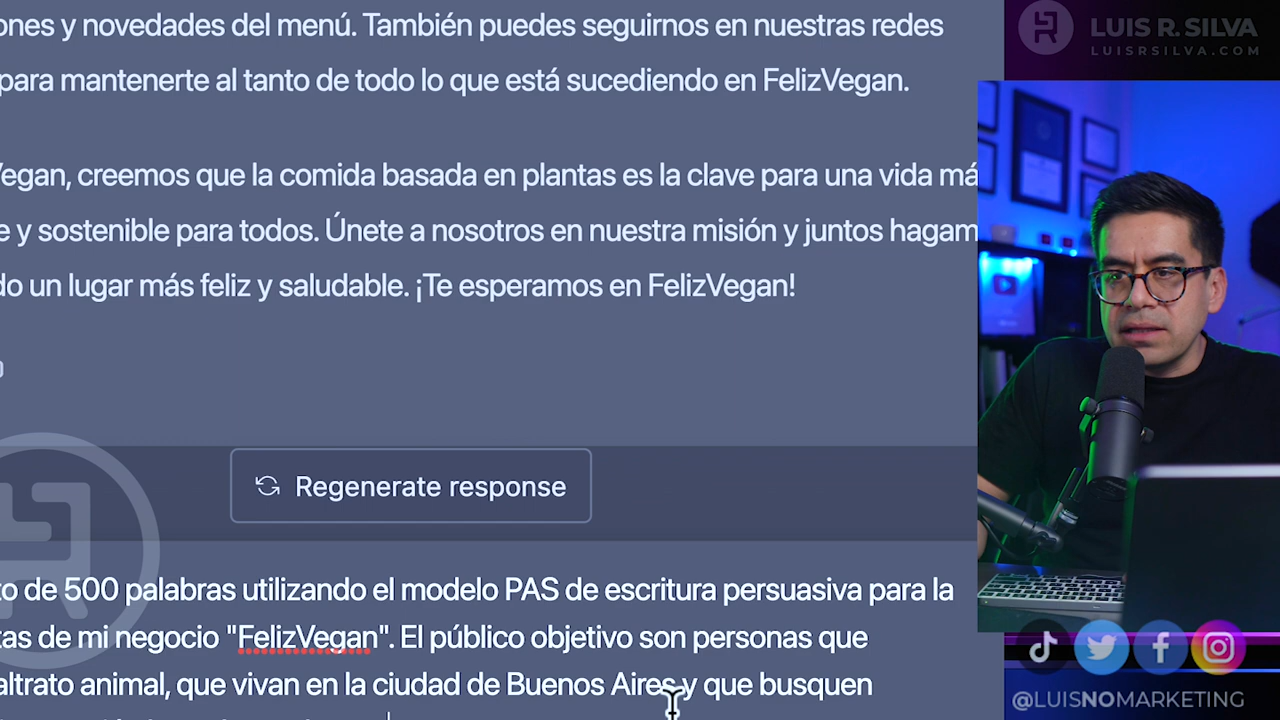 ones y novedades del menú. También puedes seguirnos en nuestras redes
para mantenerte al tanto de todo lo que está sucediendo en FelizVegan.
Vegan, creemos que la comida basada en plantas es la clave para una vida má
e y sostenible para todos. Únete a nosotros en nuestra misión y juntos hagam
do un lugar más feliz y saludable. ¡Te esperamos en FelizVegan!
Regenerate response
to de 500 palabras utilizando el modelo PAS de escritura persuasiva para la
tas de mi negocio "FelizVegan". El público objetivo son personas que
altrato animal, que vivan en la ciudad de Buenos Aires y que busquen
LUIS R. SILVA
LUISRSILVA.COM
@LUISNOMARKETING